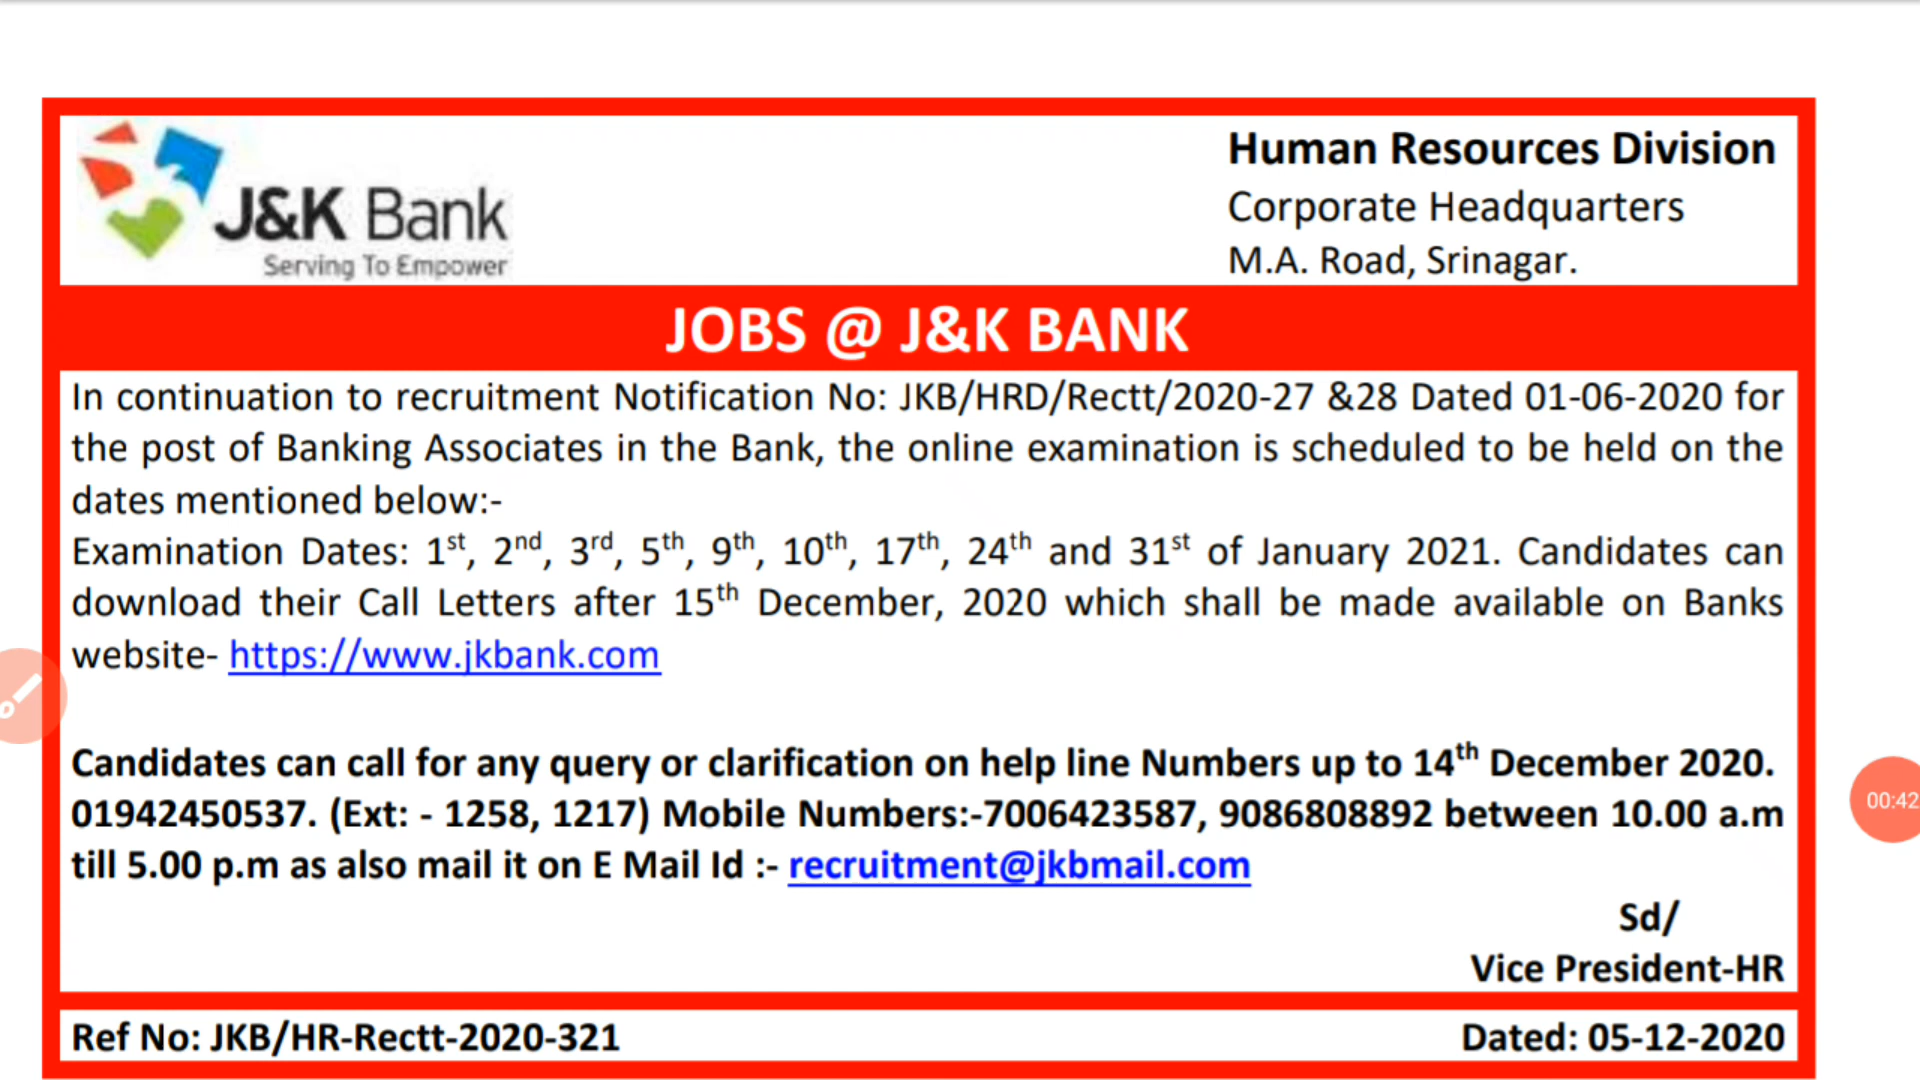 J&K Bank
Serving To Empower
Human Resources Division
Corporate Headquarters
M.A. Road, Srinagar.
JOBS @ J&K BANK
In continuation to recruitment Notification No: JKB/HRD/Rectt/2020-27 &28 Dated 01-06-2020 for
the post of Banking Associates in the Bank, the online examination is scheduled to be held on the
dates mentioned below:-
Examination Dates: 1st, 2nd, 3rd, 5th, 9th, 10th, 17th, 24th and 31st of January 2021. Candidates can
download their Call Letters after 15th December, 2020 which shall be made available on Banks
website- https://www.jkbank.com
Candidates can call for any query or clarification on help line Numbers up to 14th December 2020.
01942450537. (Ext: - 1258, 1217) Mobile Numbers:-7006423587, 9086808892 between 10.00 a.m
till 5.00 p.m as also mail it on E Mail Id :- recruitment@jkbmail.com
00:42
Sd/
Vice President-HR
Ref No: JKB/HR-Rectt-2020-321
Dated: 05-12-2020